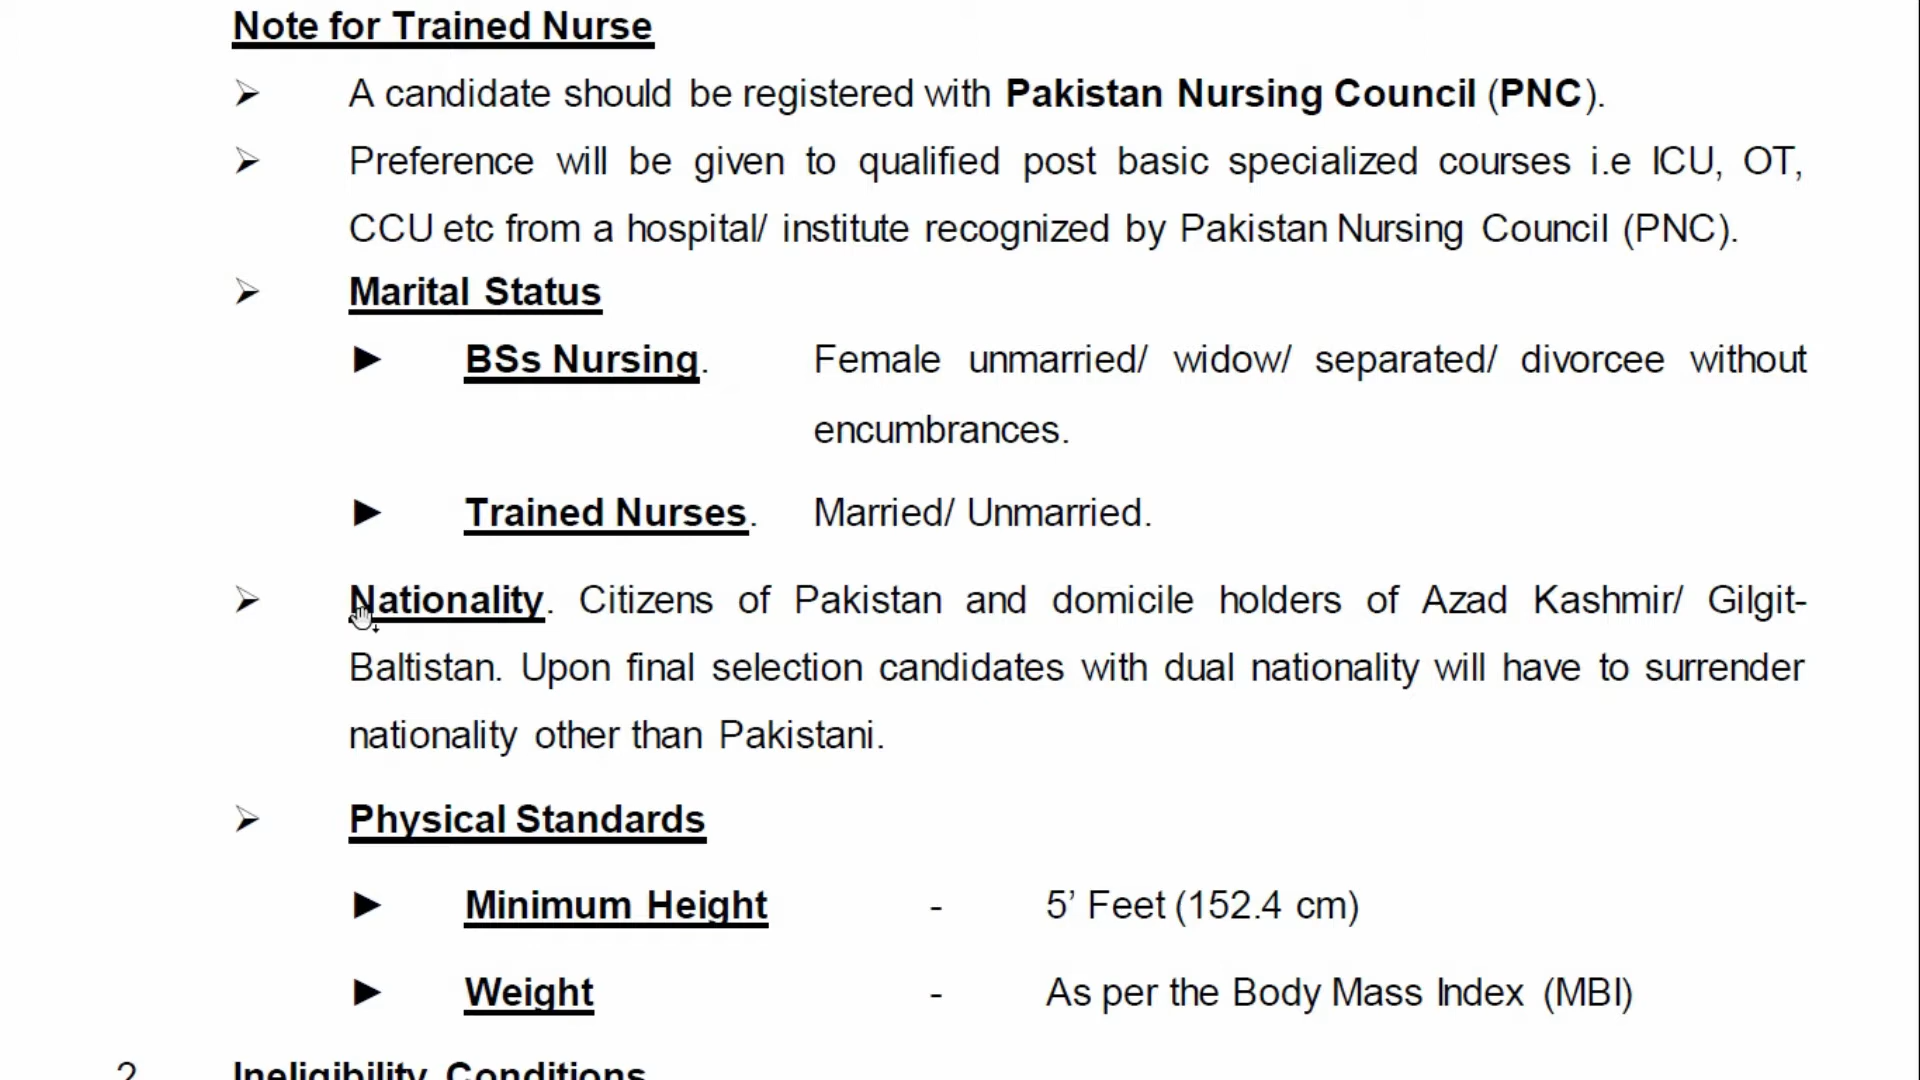 Note for Trained Nurse
➢ A candidate should be registered with Pakistan Nursing Council (PNC).
➢ Preference will be given to qualified post basic specialized courses i.e ICU, OT,
CCU etc from a hospital/ institute recognized by Pakistan Nursing Council (PNC).
➢ Marital Status
► BSs Nursing. Female unmarried/ widow/ separated/ divorcee without
encumbrances.
► Trained Nurses. Married/ Unmarried.
➢ Nationality. Citizens of Pakistan and domicile holders of Azad Kashmir/ Gilgit-
Baltistan. Upon final selection candidates with dual nationality will have to surrender
nationality other than Pakistani.
➢ Physical Standards
► Minimum Height - 5’ Feet (152.4 cm)
► Weight - As per the Body Mass Index (MBI)
2 Ineligibility Conditions